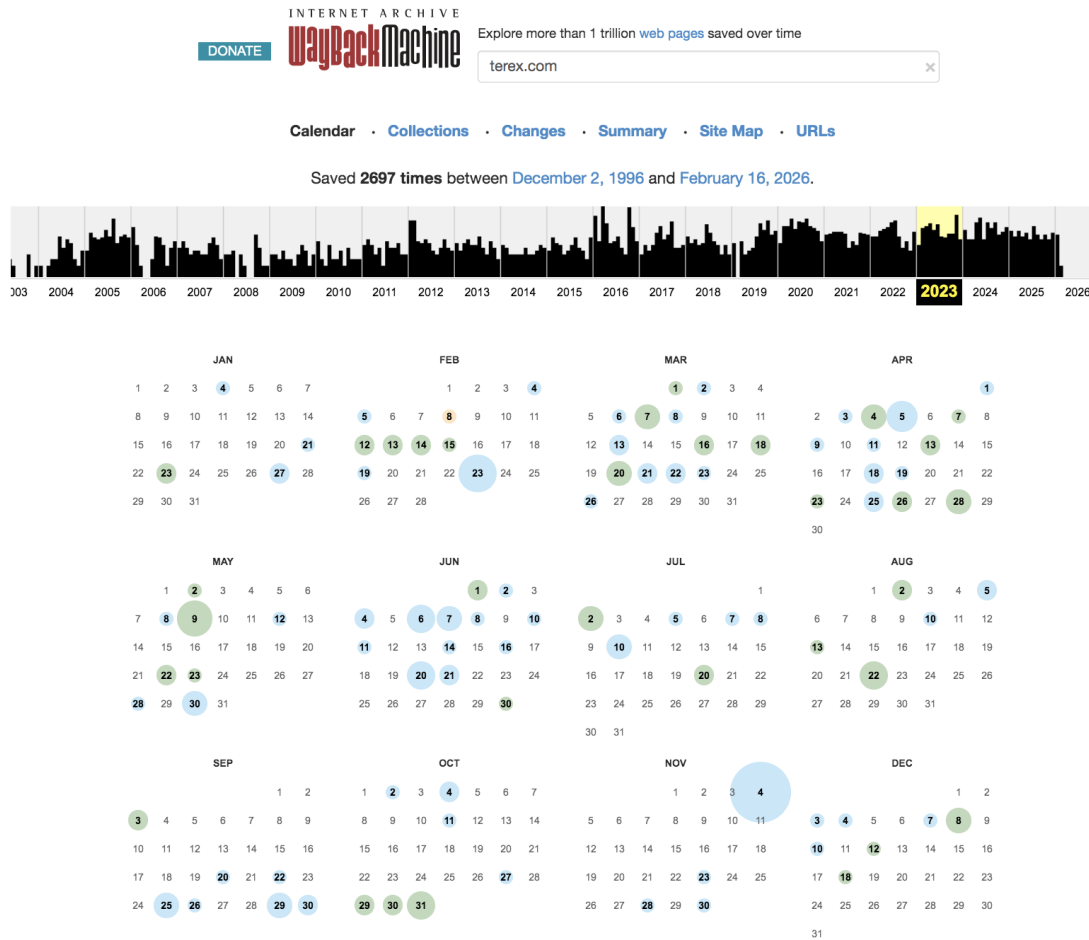 INTERNET ARCHIVE
DONATE
WayBackMachine
Explore more than 1 trillion web pages saved over time
terex.com ×
Calendar · Collections · Changes · Summary · Site Map · URLs
Saved 2697 times between December 2, 1996 and February 16, 2026.
003 2004 2005 2006 2007 2008 2009 2010 2011 2012 2013 2014 2015 2016 2017 2018 2019 2020 2021 2022 2023 2024 2025 2026
JAN FEB MAR APR
1 2 3 4 5 6 7 1 2 3 4 1 2 3 4 1
8 9 10 11 12 13 14 5 6 7 8 9 10 11 5 6 7 8 9 10 11 2 3 4 5 6 7 8
15 16 17 18 19 20 21 12 13 14 15 16 17 18 12 13 14 15 16 17 18 9 10 11 12 13 14 15
22 23 24 25 26 27 28 19 20 21 22 23 24 25 19 20 21 22 23 24 25 16 17 18 19 20 21 22
29 30 31 26 27 28 26 27 28 29 30 31 23 24 25 26 27 28 29
30
MAY JUN JUL AUG
1 2 3 4 5 6 1 2 3 1 1 2 3 4 5
7 8 9 10 11 12 13 4 5 6 7 8 9 10 2 3 4 5 6 7 8 6 7 8 9 10 11 12
14 15 16 17 18 19 20 11 12 13 14 15 16 17 9 10 11 12 13 14 15 13 14 15 16 17 18 19
21 22 23 24 25 26 27 18 19 20 21 22 23 24 16 17 18 19 20 21 22 20 21 22 23 24 25 26
28 29 30 31 25 26 27 28 29 30 23 24 25 26 27 28 29 27 28 29 30 31
30 31
SEP OCT NOV DEC
1 2 1 2 3 4 5 6 7 1 2 3 4 1 2
3 4 5 6 7 8 9 8 9 10 11 12 13 14 5 6 7 8 9 10 11 3 4 5 6 7 8 9
10 11 12 13 14 15 16 15 16 17 18 19 20 21 12 13 14 15 16 17 18 10 11 12 13 14 15 16
17 18 19 20 21 22 23 22 23 24 25 26 27 28 19 20 21 22 23 24 25 17 18 19 20 21 22 23
24 25 26 27 28 29 30 29 30 31 26 27 28 29 30 24 25 26 27 28 29 30
31